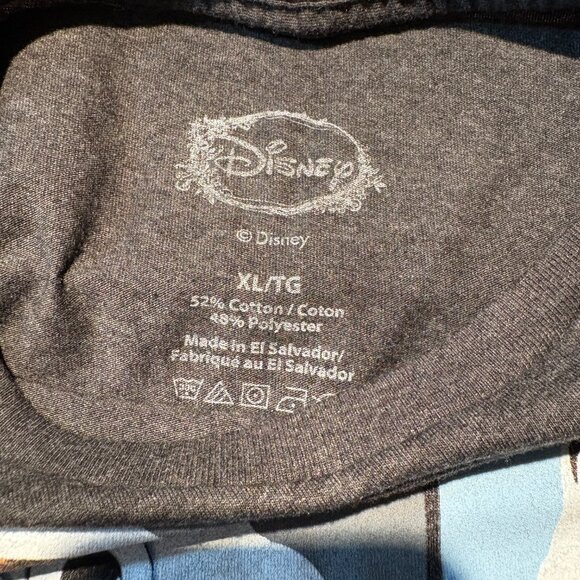 Disney
© Disney
XL/TG
52% Cotton / Coton
48% Polyester
Made in El Salvador/
Fabriqué au El Salvador